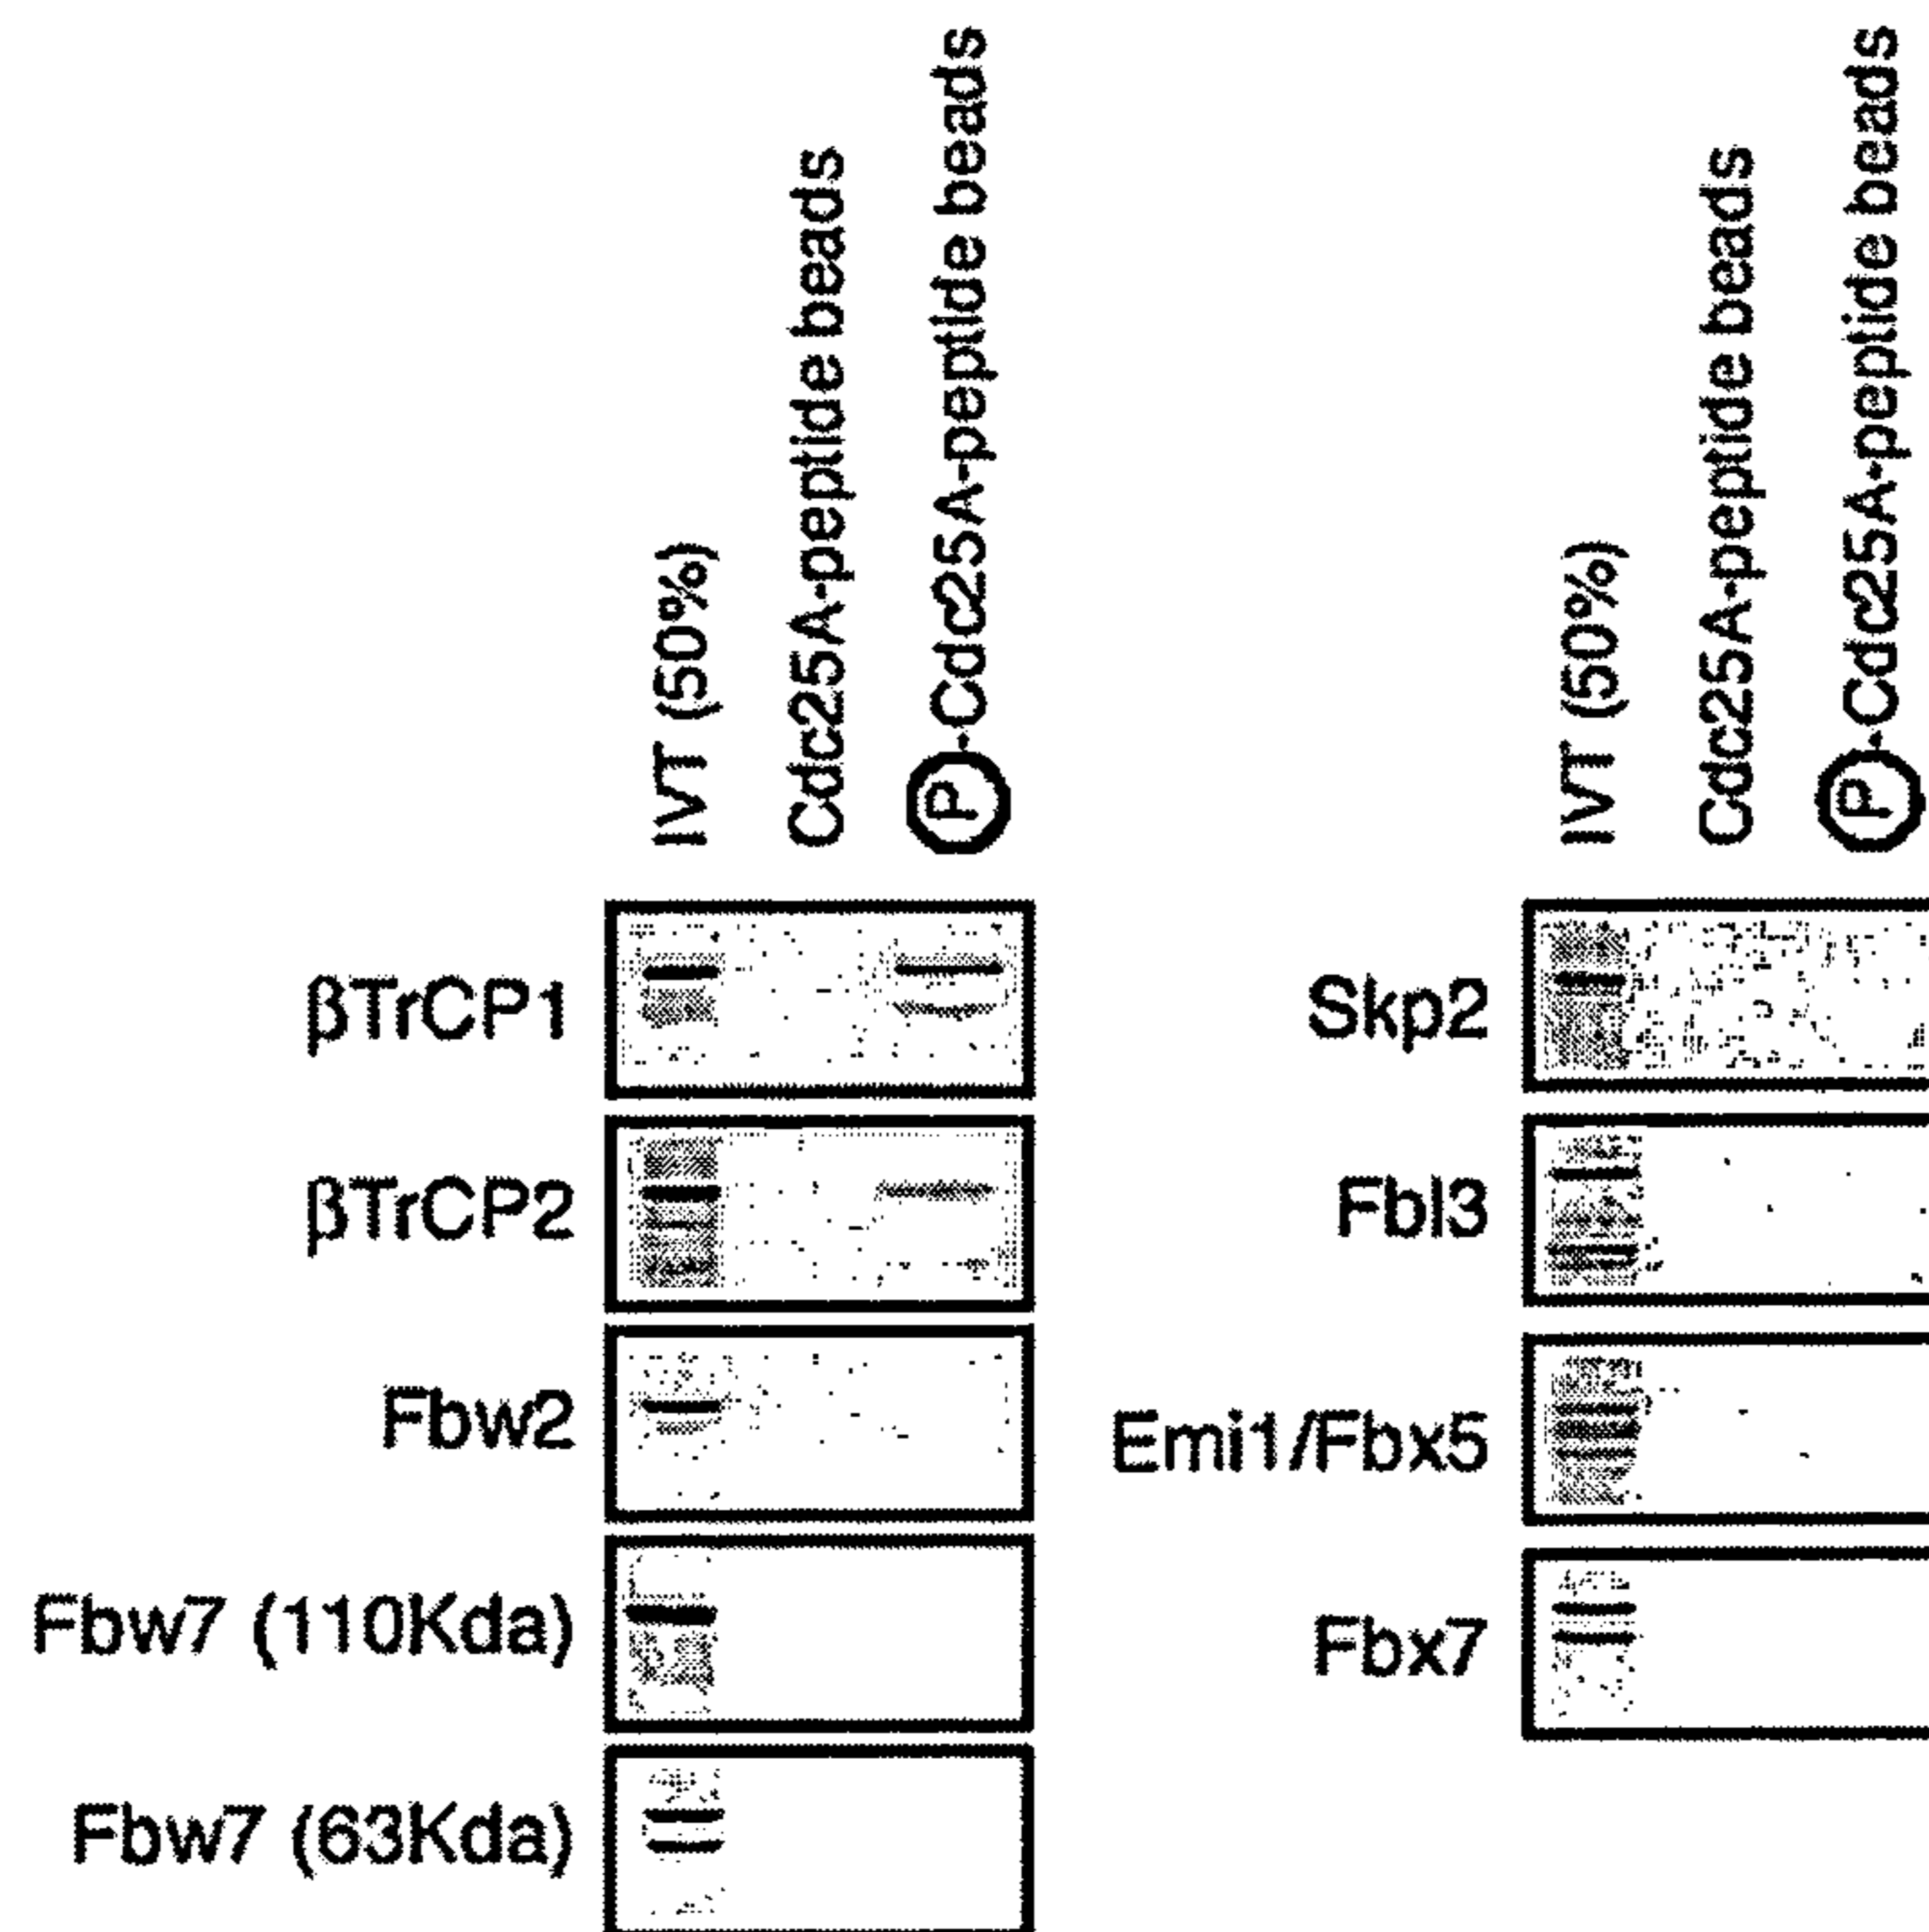 IVT (50%)
Cdc25A-peptide beads
P-Cdc25A-peptide beads
βTrCP1
βTrCP2
Fbw2
Fbw7 (110Kda)
Fbw7 (63Kda)
IVT (50%)
Cdc25A-peptide beads
P-Cdc25A-peptide beads
Skp2
Fbl3
Emi1/Fbx5
Fbx7